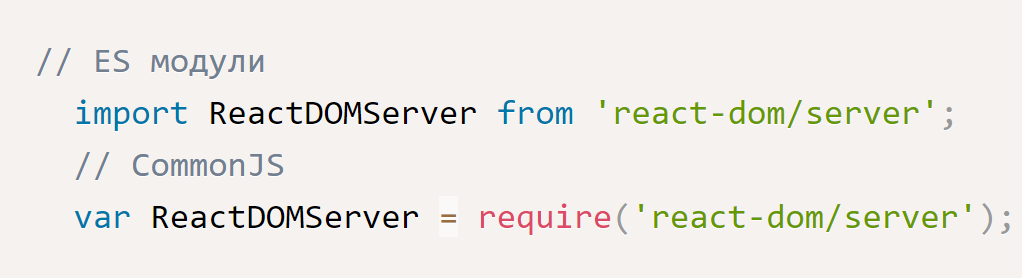 // ES модули
import ReactDOMServer from 'react-dom/server';
// CommonJS
var ReactDOMServer = require('react-dom/server');